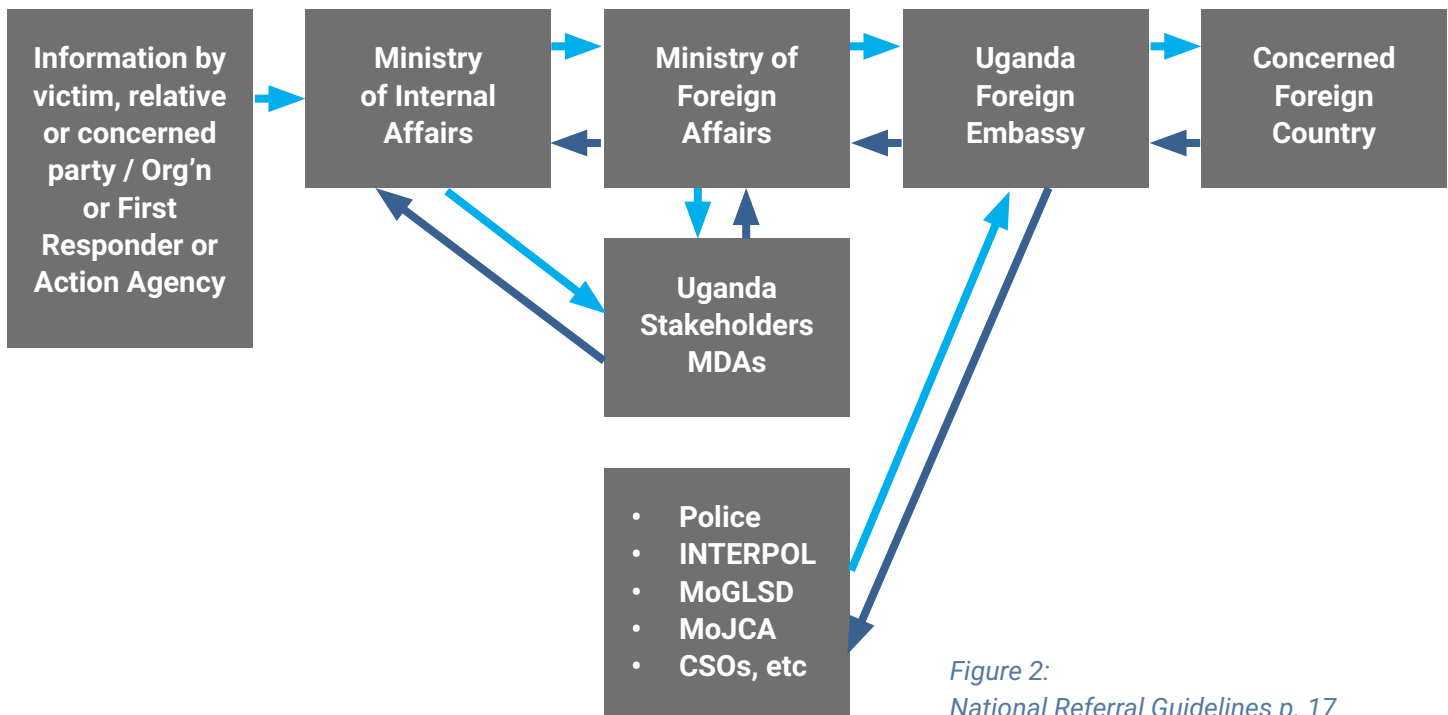 Information by
victim, relative
or concerned
party / Org’n
or First
Responder or
Action Agency
Ministry
of Internal
Affairs
Ministry of
Foreign
Affairs
Uganda
Foreign
Embassy
Concerned
Foreign
Country
Uganda
Stakeholders
MDAs
• Police
• INTERPOL
• MoGLSD
• MoJCA
• CSOs, etc
Figure 2:
National Referral Guidelines p. 17